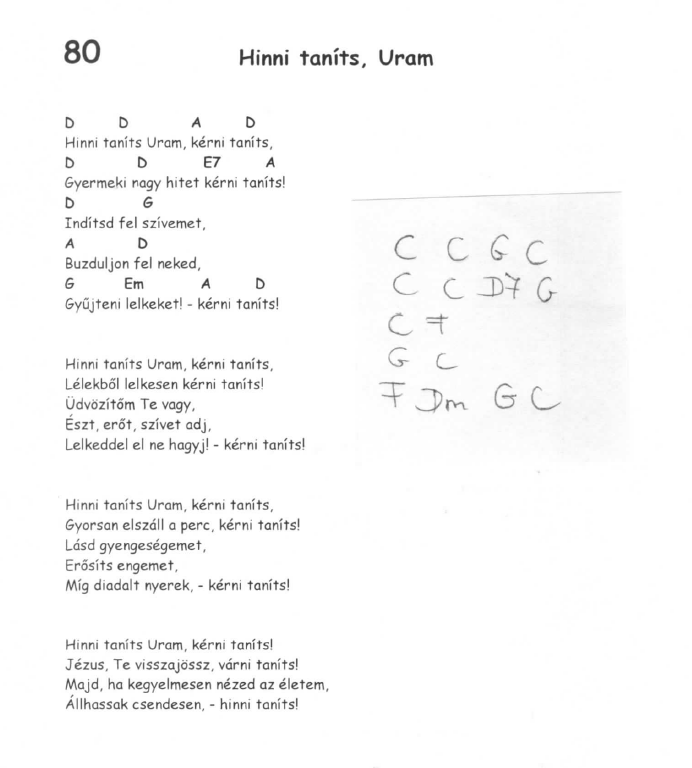 80
Hinni taníts, Uram
D D A D
Hinni taníts Uram, kérni taníts,
D D E7 A
Gyermeki nagy hitet kérni taníts!
D G
Indítsd fel szívemet,
A D
Buzduljon fel neked,
G Em A D
Gyűjteni lelkeket! - kérni taníts!
Hinni taníts Uram, kérni taníts,
Lélekből lelkesen kérni taníts!
Üdvözítőm Te vagy,
Észt, erőt, szívet adj,
Lelkeddel el ne hagyj! - kérni taníts!
Hinni taníts Uram, kérni taníts,
Gyorsan elszáll a perc, kérni taníts!
Lásd gyengeségemet,
Erősíts engemet,
Míg diadalt nyerek, - kérni taníts!
Hinni taníts Uram, kérni taníts!
Jézus, Te visszajössz, várni taníts!
Majd, ha kegyelmesen nézed az életem,
Állhassak csendesen, - hinni taníts!
C C G C
C C D7 G
C F
G C
F Dm G C